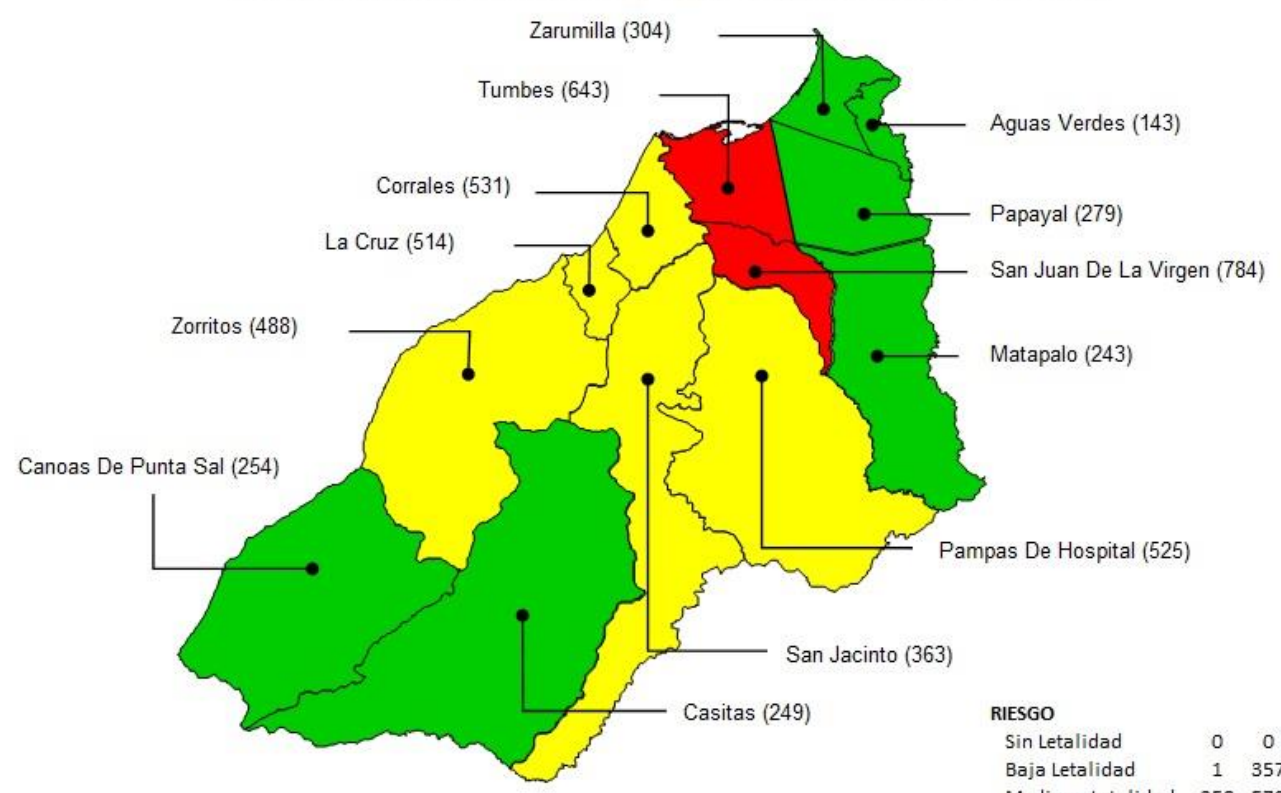 Zarumilla (304)
Tumbes (643)
Aguas Verdes (143)
Corrales (531)
Papayal (279)
La Cruz (514)
San Juan De La Virgen (784)
Zorritos (488)
Matapalo (243)
Canoas De Punta Sal (254)
Pampas De Hospital (525)
San Jacinto (363)
Casitas (249)
RIESGO
Sin Letalidad 0 0
Baja Letalidad 1 357